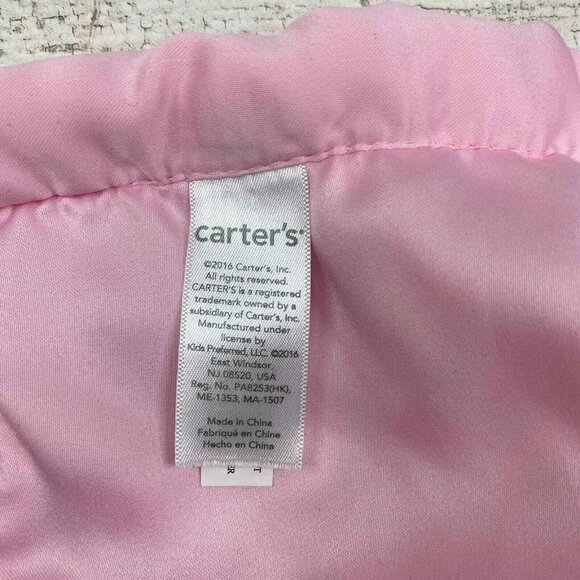 carter's
©2016 Carter's, Inc.
All rights reserved.
CARTER'S is a registered
trademark owned by a
subsidiary of Carter's, Inc.
Manufactured under
license by
Kids Preferred, LLC. ©2016
East Windsor,
NJ 08520, USA
Reg. No. PA8253(HK),
ME-1353, MA-1507
Made in China
Fabriqué en Chine
Hecho en China